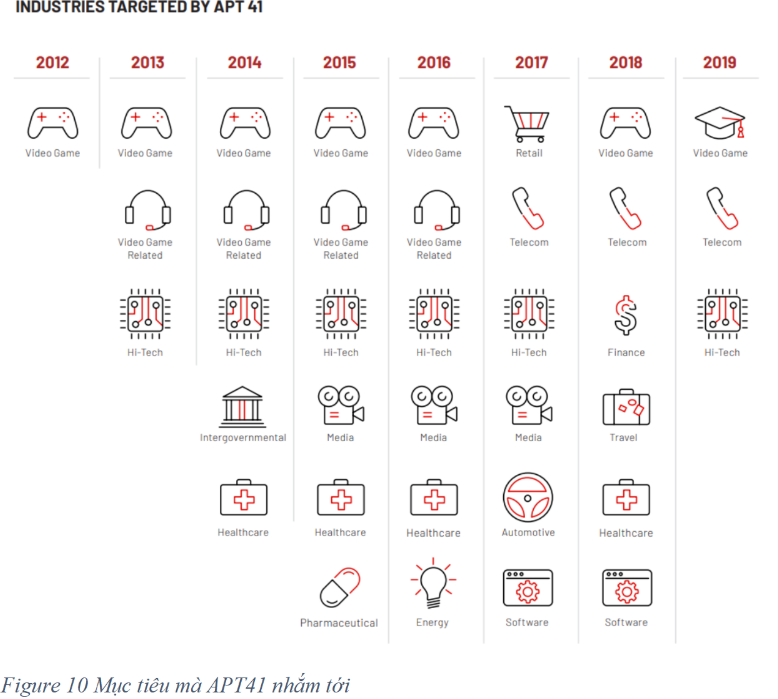 INDUSTRIES TARGETED BY APT 41
2012 2013 2014 2015 2016 2017 2018 2019
Video Game Video Game Video Game Video Game Video Game Retail Video Game Video Game
Video Game Video Game Video Game Video Game Telecom Telecom Telecom
Related Related Related Related
Hi-Tech Hi-Tech Hi-Tech Hi-Tech Hi-Tech Finance Hi-Tech
Intergovernmental Media Media Media Travel
Healthcare Healthcare Healthcare Automotive Healthcare
Pharmaceutical Energy Software Software
Figure 10 Mục tiêu mà APT41 nhắm tới